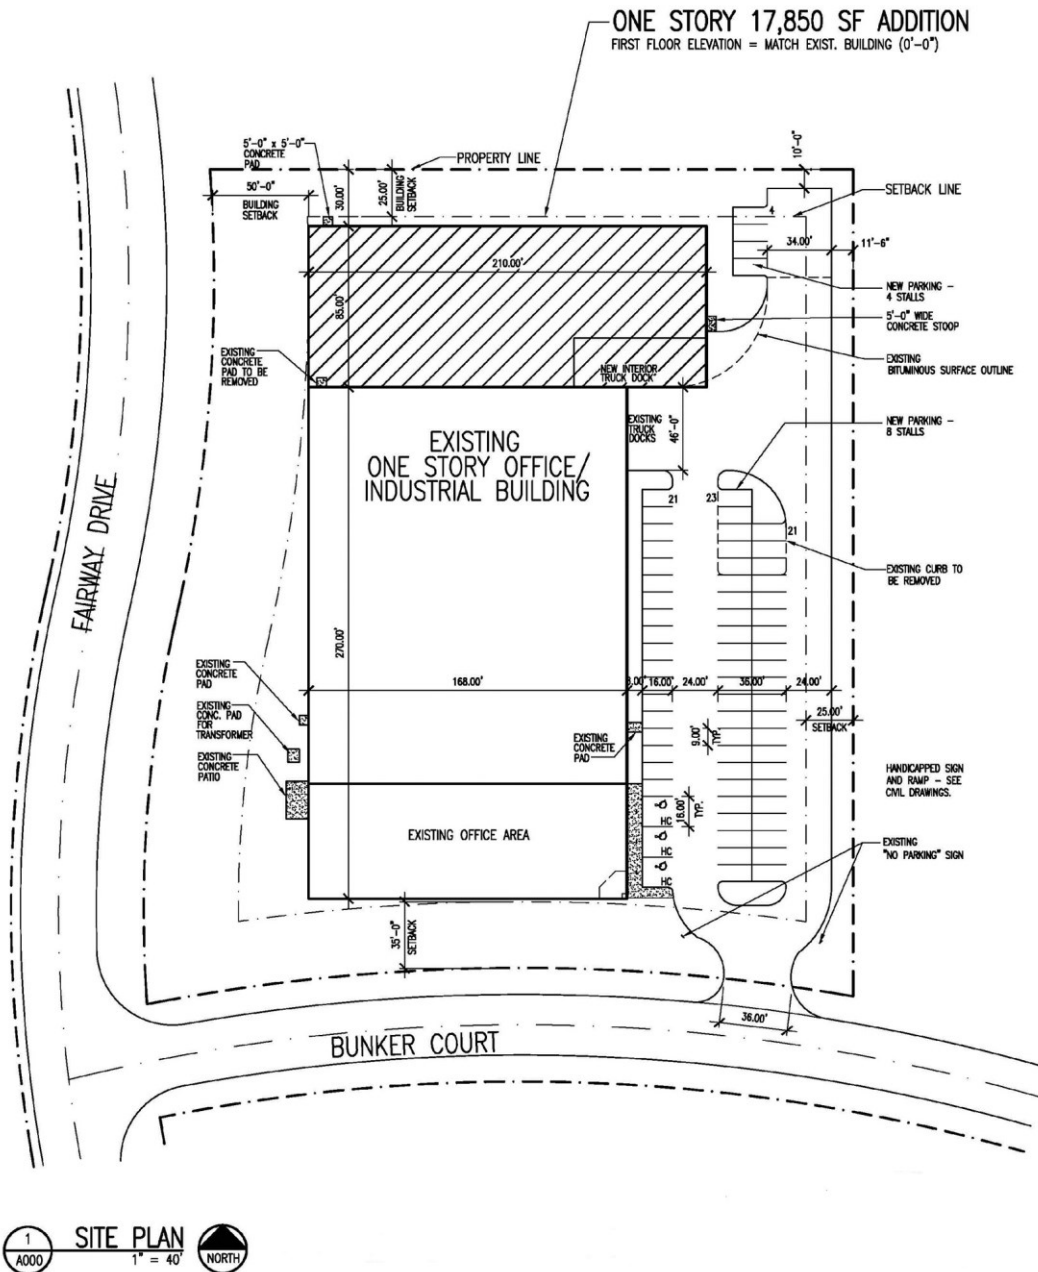 ONE STORY 17,850 SF ADDITION
FIRST FLOOR ELEVATION = MATCH EXIST. BUILDING (0'-0")
5'-0" x 5'-0"
CONCRETE
PAD
PROPERTY LINE
10'-0"
50'-0"
BUILDING
SETBACK
30.00'
25.00'
BUILDING
SETBACK
SETBACK LINE
4
34.00'
11'-6"
210.00'
85.00'
NEW PARKING -
4 STALLS
5'-0" WIDE
CONCRETE STOOP
EXISTING
CONCRETE
PAD TO BE
REMOVED
NEW INTERIOR
TRUCK DOCK
EXISTING
BITUMINOUS SURFACE OUTLINE
EXISTING
TRUCK
DOCKS
46'-0"
NEW PARKING -
8 STALLS
EXISTING
ONE STORY OFFICE/
INDUSTRIAL BUILDING
21
23
21
FAIRWAY DRIVE
EXISTING CURB TO
BE REMOVED
270.00'
EXISTING
CONCRETE
PAD
168.00'
16.00'
24.00'
24.00'
25.00'
SETBACK
EXISTING
CONC. PAD
FOR
TRANSFORMER
EXISTING
CONCRETE
PAD
9.00'
TYP.
EXISTING
CONCRETE
PATIO
HANDICAPPED SIGN
AND RAMP - SEE
CIVIL DRAWINGS.
EXISTING OFFICE AREA
HC
HC
HC
16.00'
TYP.
EXISTING
"NO PARKING" SIGN
35'-0"
SETBACK
36.00'
BUNKER COURT
1
A000
SITE PLAN
1" = 40'
NORTH